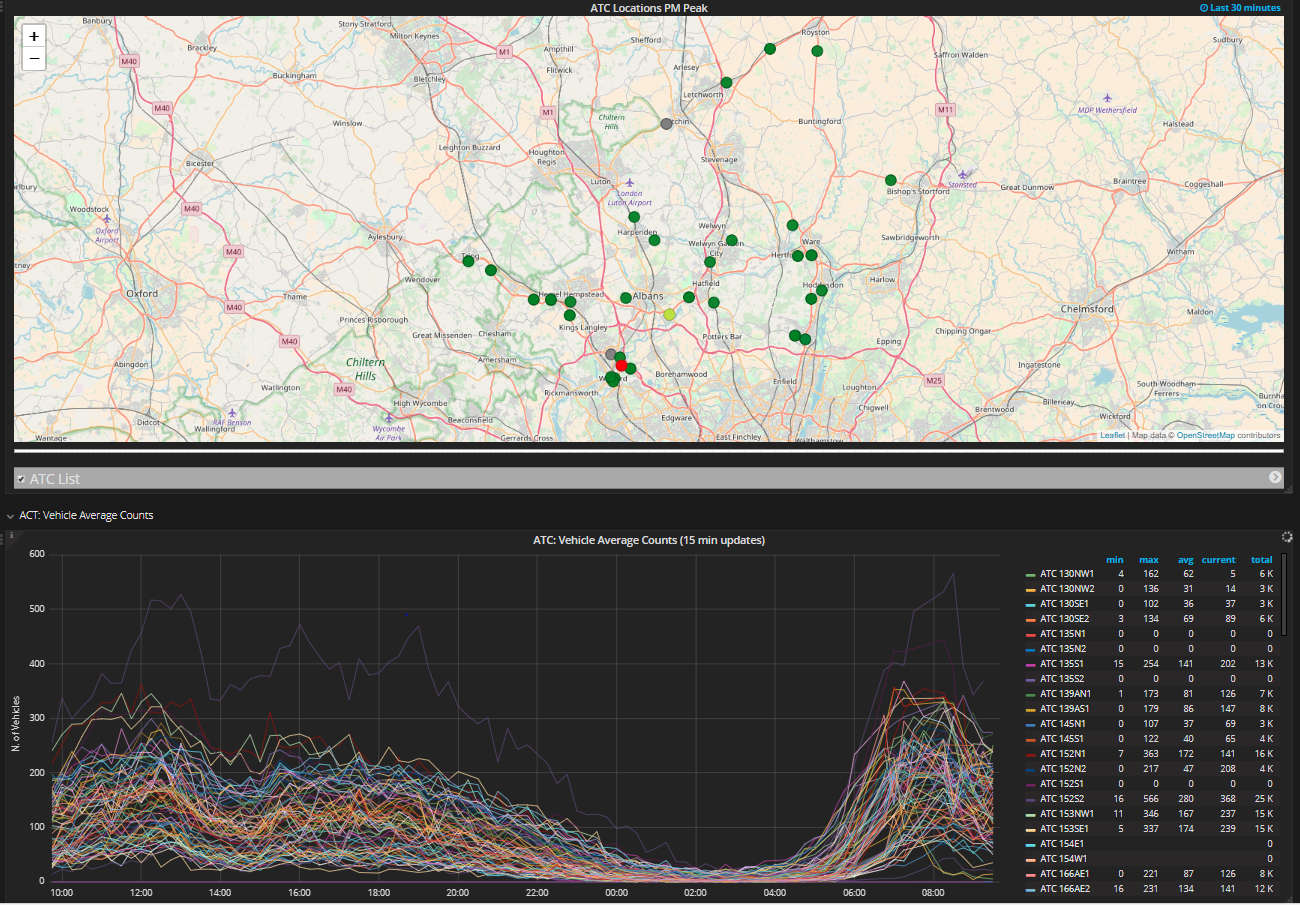 ATC Locations PM Peak
Last 30 minutes
+
−
Banbury
Stony Stratford
Milton Keynes
Shefford
Royston
Sudbury
Brackley
M40
M1
Ampthill
Flitwick
Arlesey
Saffron Walden
Buckingham
Bletchley
Letchworth
M40
M1
Chiltern
Hills
M11
MDP Wethersfield
Winslow
Buntingford
Halstead
Leighton Buzzard
Houghton
Regis
Stevenage
Bicester
Luton
London
Luton Airport
Bishop's Stortford
Stansted
Great Dunmow
Braintree
Coggeshall
Woodstock
M40
Oxford
Airport
Aylesbury
Harpenden
Welwyn
Welwyn Garden
City
Ware
Sawbridgeworth
M40
Witham
Oxford
Wendover
Hatfield
Harlow
Thame
Hemel Hempstead
Albans
Hoddesdon
M40
Chelmsford
Maldon
Princes Risborough
Great Missenden
Chesham
Kings Langley
Potters Bar
Epping
Chipping Ongar
M40
Abingdon
Chiltern
Hills
Amersham
Ingatestone
Watlington
M40
Borehamwood
Enfield
Loughton
M25
South Woodham
Ferrers
Rickmansworth
High Wycombe
Beaconsfield
Chigwell
Brentwood
Billericay
Wickford
RAF Benson
Wallingford
Didcot
Wycombe
Air Park
Edgware
Wantage
Gerrards Cross
East Finchley
Walthamstow
Leaflet | Map data © OpenStreetMap contributors
ATC List
ACT: Vehicle Average Counts
ATC: Vehicle Average Counts (15 min updates)
N. of Vehicles
600
500
400
300
200
100
0
10:00 12:00 14:00 16:00 18:00 20:00 22:00 00:00 02:00 04:00 06:00 08:00
min max avg current total
ATC 130NW1 4 162 62 5 6 K
ATC 130NW2 0 136 31 14 3 K
ATC 130SE1 0 102 36 37 3 K
ATC 130SE2 3 134 69 89 6 K
ATC 135N1 0 0 0 0 0
ATC 135N2 0 0 0 0 0
ATC 135S1 15 254 141 202 13 K
ATC 135S2 0 0 0 0 0
ATC 139AN1 1 173 81 126 7 K
ATC 139AS1 0 179 86 147 8 K
ATC 145N1 0 107 37 69 3 K
ATC 145S1 0 122 40 65 4 K
ATC 152N1 7 363 172 141 16 K
ATC 152N2 0 217 47 208 4 K
ATC 152S1 0 0 0 0 0
ATC 152S2 16 566 280 368 25 K
ATC 153NW1 11 346 167 237 15 K
ATC 153SE1 5 337 174 239 15 K
ATC 154E1 0
ATC 154W1 0
ATC 166AE1 0 221 87 126 8 K
ATC 166AE2 16 231 134 141 12 K